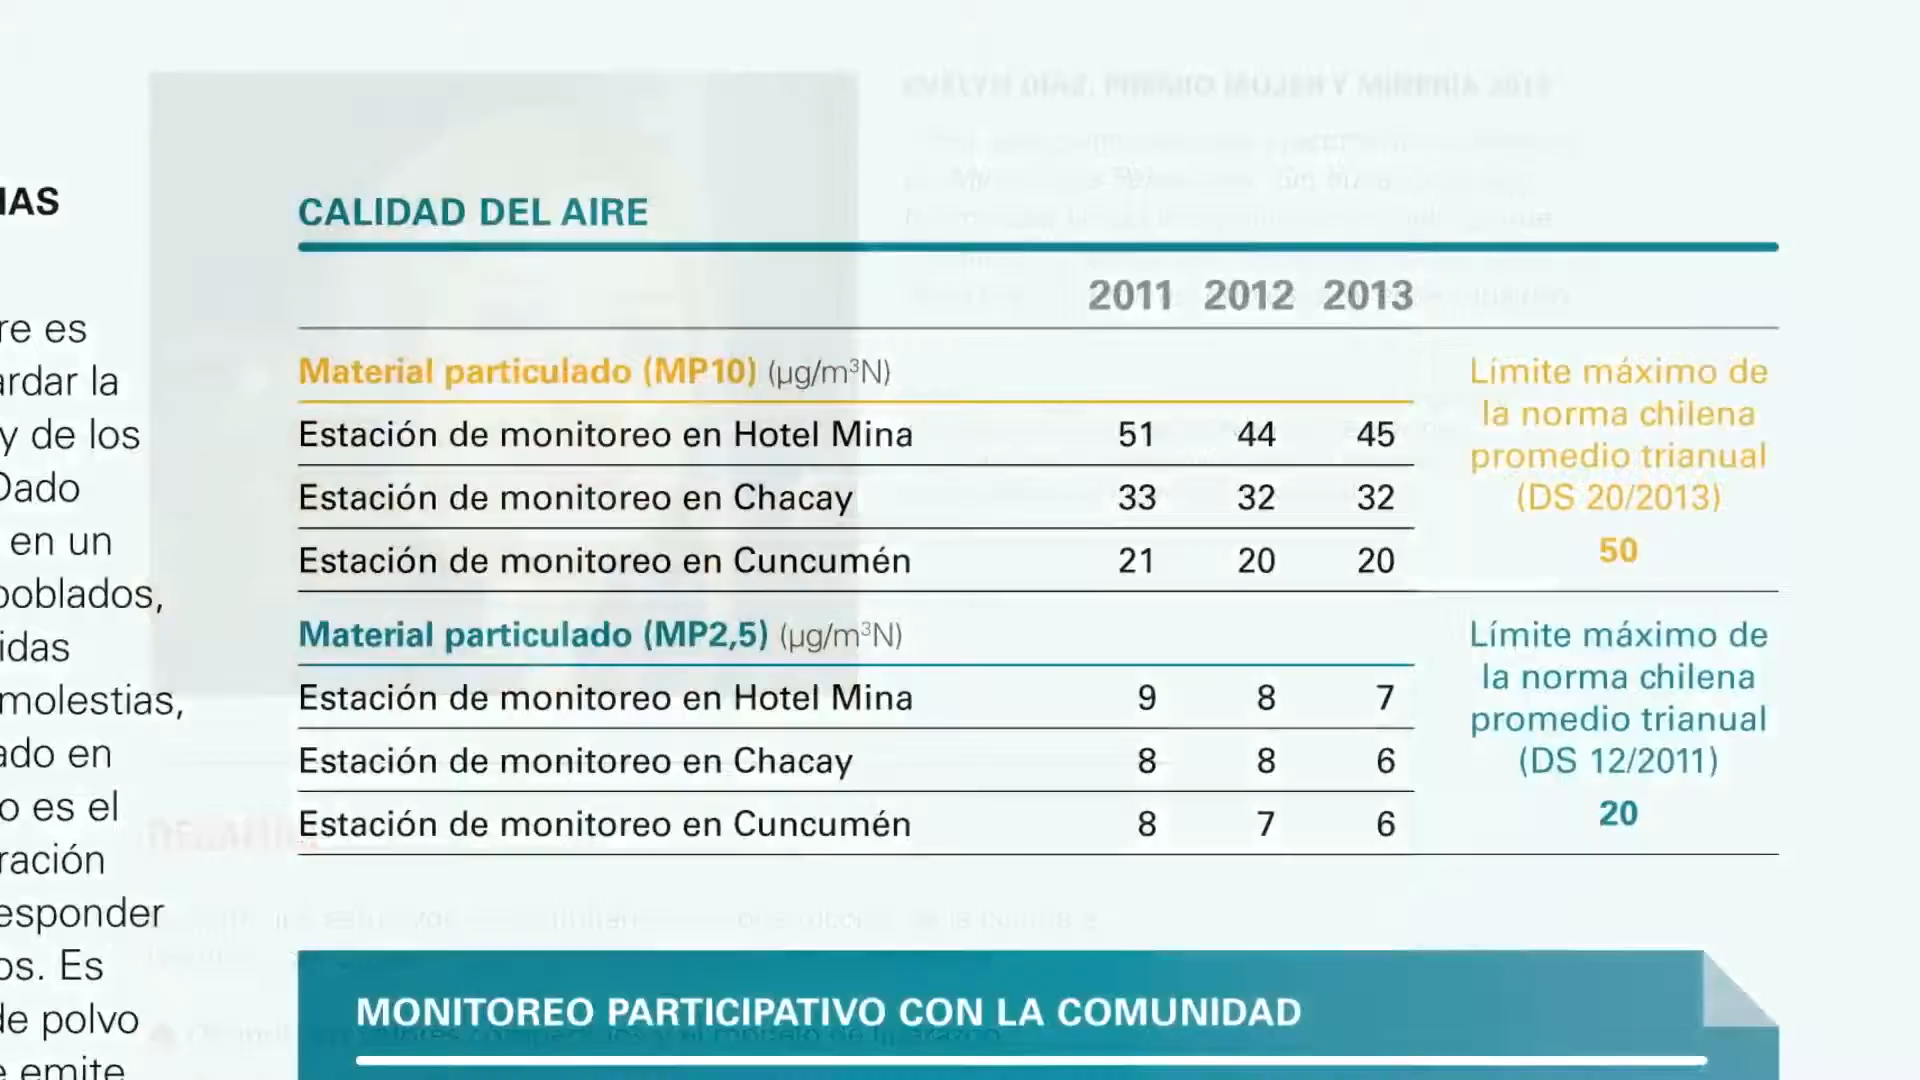 IAS
re es
ardar la
y de los
Dado
en un
poblados,
idas
molestias,
ado en
o es el
ración
esponder
os. Es
de polvo
e emite
CALIDAD DEL AIRE
2011 2012 2013
Material particulado (MP10) (µg/m³N)
Estación de monitoreo en Hotel Mina 51 44 45
Estación de monitoreo en Chacay 33 32 32
Estación de monitoreo en Cuncumén 21 20 20
Límite máximo de
la norma chilena
promedio trianual
(DS 20/2013)
50
Material particulado (MP2,5) (µg/m³N)
Estación de monitoreo en Hotel Mina 9 8 7
Estación de monitoreo en Chacay 8 8 6
Estación de monitoreo en Cuncumén 8 7 6
Límite máximo de
la norma chilena
promedio trianual
(DS 12/2011)
20
MONITOREO PARTICIPATIVO CON LA COMUNIDAD
EVELYN DÍAZ, PREMIO MUJER Y MINERÍA 2013